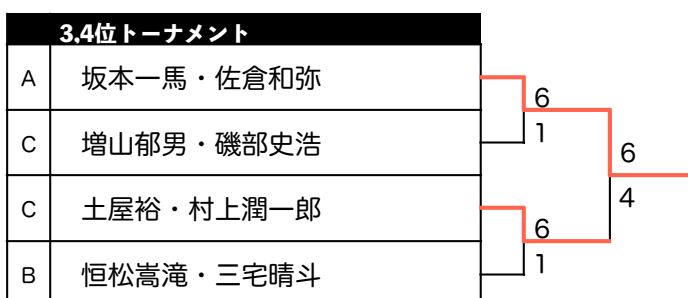 3,4位トーナメント
A 坂本一馬・佐倉和弥
6
1
C 増山郁男・磯部史浩
6
4
C 土屋裕・村上潤一郎
6
1
B 恒松嵩滝・三宅晴斗